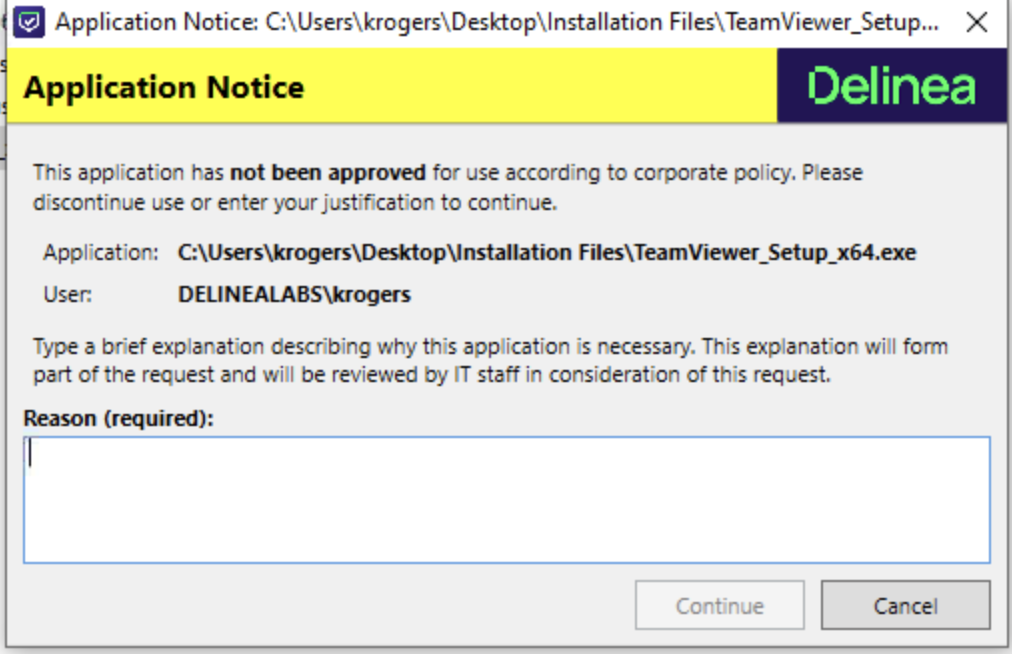 Application Notice: C:\Users\krogers\Desktop\Installation Files\TeamViewer_Setup...
Application Notice
Delinea
This application has not been approved for use according to corporate policy. Please
discontinue use or enter your justification to continue.
Application: C:\Users\krogers\Desktop\Installation Files\TeamViewer_Setup_x64.exe
User: DELINEALABS\krogers
Type a brief explanation describing why this application is necessary. This explanation will form
part of the request and will be reviewed by IT staff in consideration of this request.
Reason (required):
Continue
Cancel